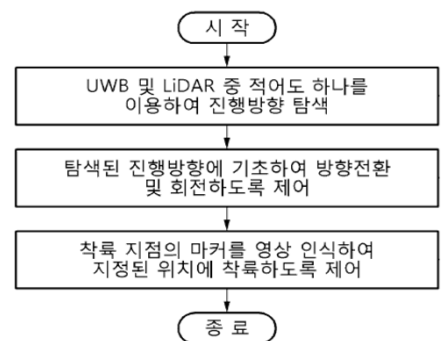 시 작
UWB 및 LiDAR 중 적어도 하나를
이용하여 진행방향 탐색
탐색된 진행방향에 기초하여 방향전환
및 회전하도록 제어
착륙 지점의 마커를 영상 인식하여
지정된 위치에 착륙하도록 제어
종 료